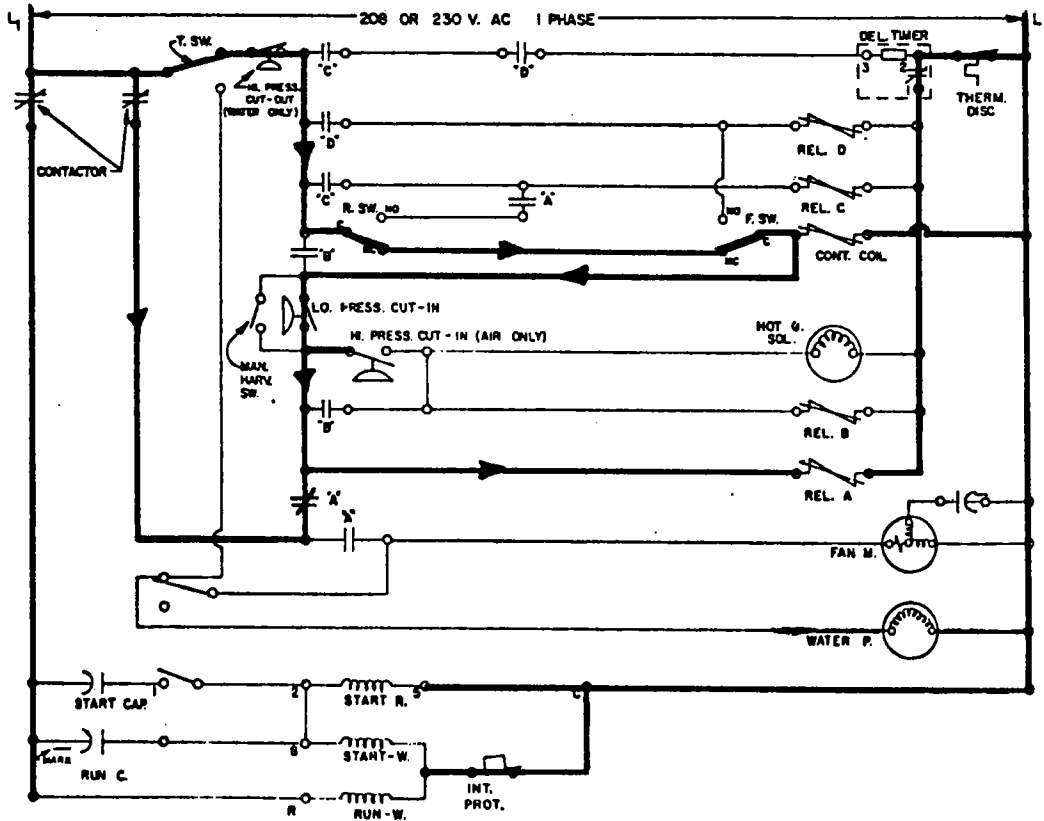 L1
208 OR 230 V. AC 1 PHASE
L
T. SW.
HI. PRESS.
CUT-OUT
(WATER ONLY)
"C"
"D"
DEL. TIMER
3
2
1
THERM.
DISC
CONTACTOR
"D"
REL. D
"C"
"A"
REL. C
R. SW.
NO
C
NC
NO
F. SW.
C
NC
CONT. COIL
"B"
LO. PRESS. CUT-IN
HI. PRESS. CUT-IN (AIR ONLY)
HOT G.
SOL.
MAN.
HARV.
SW.
"B"
REL. B
REL. A
"A"
"A"
FAN M.
WATER P.
START CAP.
1
2
START R.
5
C
RUN C.
S
START-W.
INT.
PROT.
R
RUN-W.